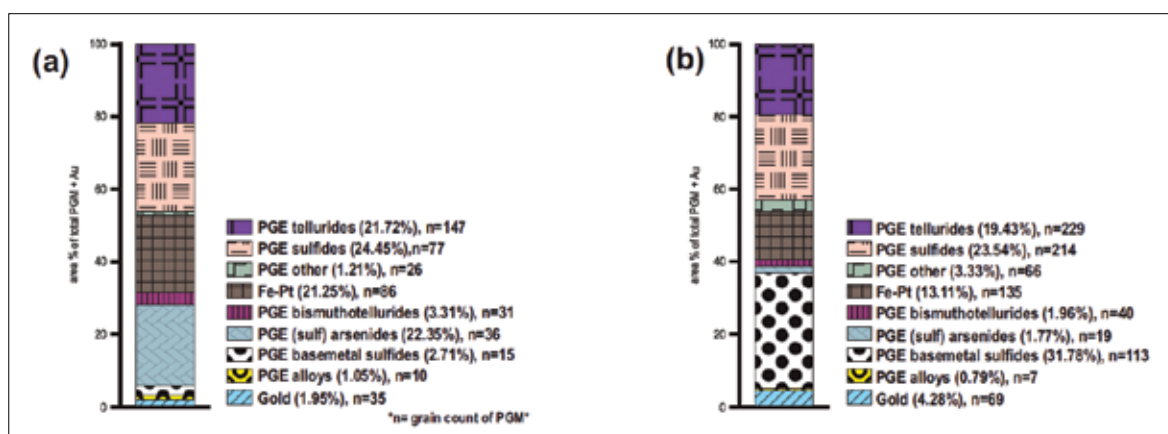 (a)
100
80
60
40
20
0
area % of total PGM + Au
PGE tellurides (21.72%), n=147
PGE sulfides (24.45%), n=77
PGE other (1.21%), n=26
Fe-Pt (21.25%), n=86
PGE bismuthotellurides (3.31%), n=31
PGE (sulf) arsenides (22.35%), n=36
PGE basemetal sulfides (2.71%), n=15
PGE alloys (1.05%), n=10
Gold (1.95%), n=35
"n= grain count of PGM"
(b)
100
80
60
40
20
0
area % of total PGM + Au
PGE tellurides (19.43%), n=229
PGE sulfides (23.54%), n=214
PGE other (3.33%), n=66
Fe-Pt (13.11%), n=135
PGE bismuthotellurides (1.96%), n=40
PGE (sulf) arsenides (1.77%), n=19
PGE basemetal sulfides (31.78%), n=113
PGE alloys (0.79%), n=7
Gold (4.28%), n=69